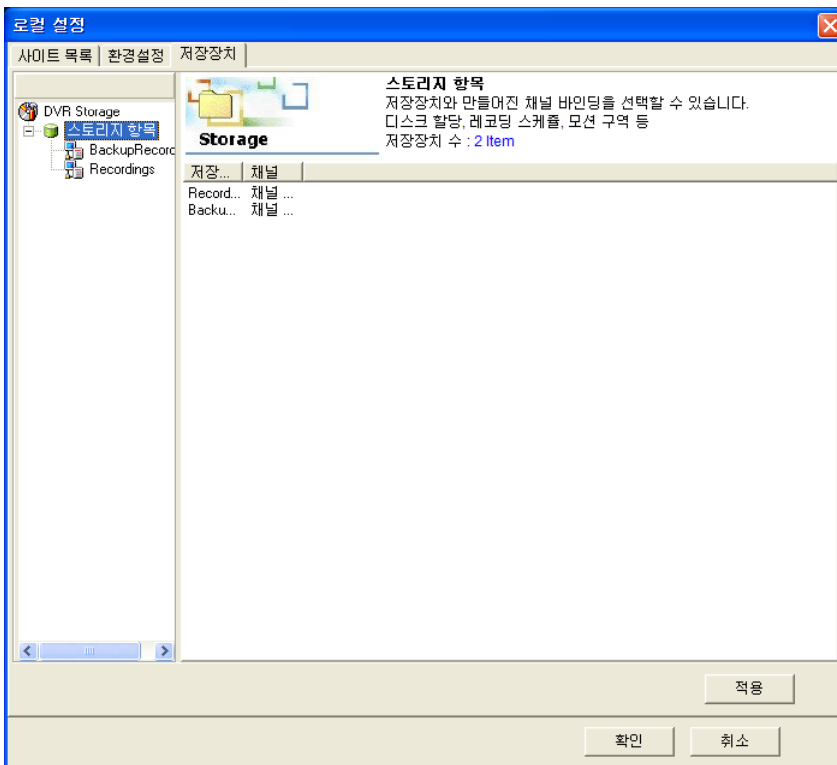 로컬 설정
사이트 목록 환경설정 저장장치
DVR Storage
스토리지 항목
BackupRecord
Recordings
Storage
스토리지 항목
저장장치와 만들어진 채널 바인딩을 선택할 수 있습니다.
디스크 할당, 레코딩 스케쥴, 모션 구역 등
저장장치 수 : 2 Item
저장... 채널
Record... 채널 ...
Backu... 채널 ...
적용
확인 취소